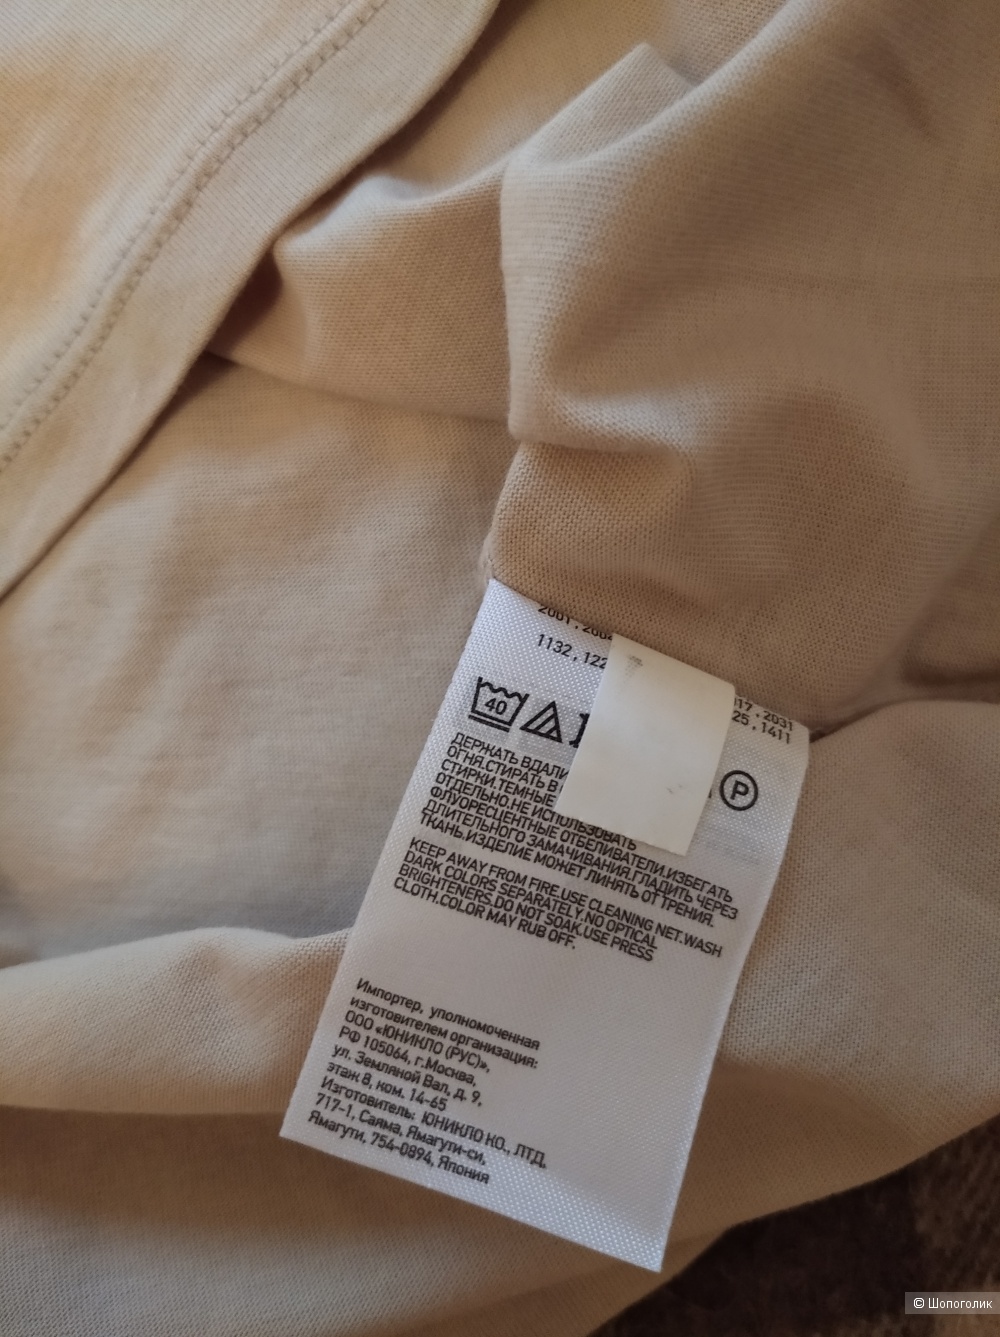 1132 . 122
17 . 2031
25 . 1411
40
P
ДЕРЖАТЬ ВДАЛИ
ОГНЯ.СТИРАТЬ В
СТИРКИ.ТЕМНЫЕ
ОТДЕЛЬНО.НЕ ИСПОЛЬЗОВАТЬ
ФЛУОРЕСЦЕНТНЫЕ ОТБЕЛИВАТЕЛИ.ИЗБЕГАТЬ
ДЛИТЕЛЬНОГО ЗАМАЧИВАНИЯ.ГЛАДИТЬ ЧЕРЕЗ
ТКАНЬ.ИЗДЕЛИЕ МОЖЕТ ЛИНЯТЬ ОТ ТРЕНИЯ.
KEEP AWAY FROM FIRE.USE CLEANING NET.WASH
DARK COLORS SEPARATELY.NO OPTICAL
BRIGHTENERS.DO NOT SOAK.USE PRESS
CLOTH.COLOR MAY RUB OFF.
Импортер, уполномоченная
изготовителем организация:
ООО «ЮНИКЛО (РУС)»,
РФ 105064, г.Москва,
ул. Земляной Вал, д. 9,
этаж 8, ком. 14-65
Изготовитель: ЮНИКЛО КО., ЛТД,
717-1, Саяма, Ямагути-си,
Ямагути, 754-0894, Япония
© Шопоголик